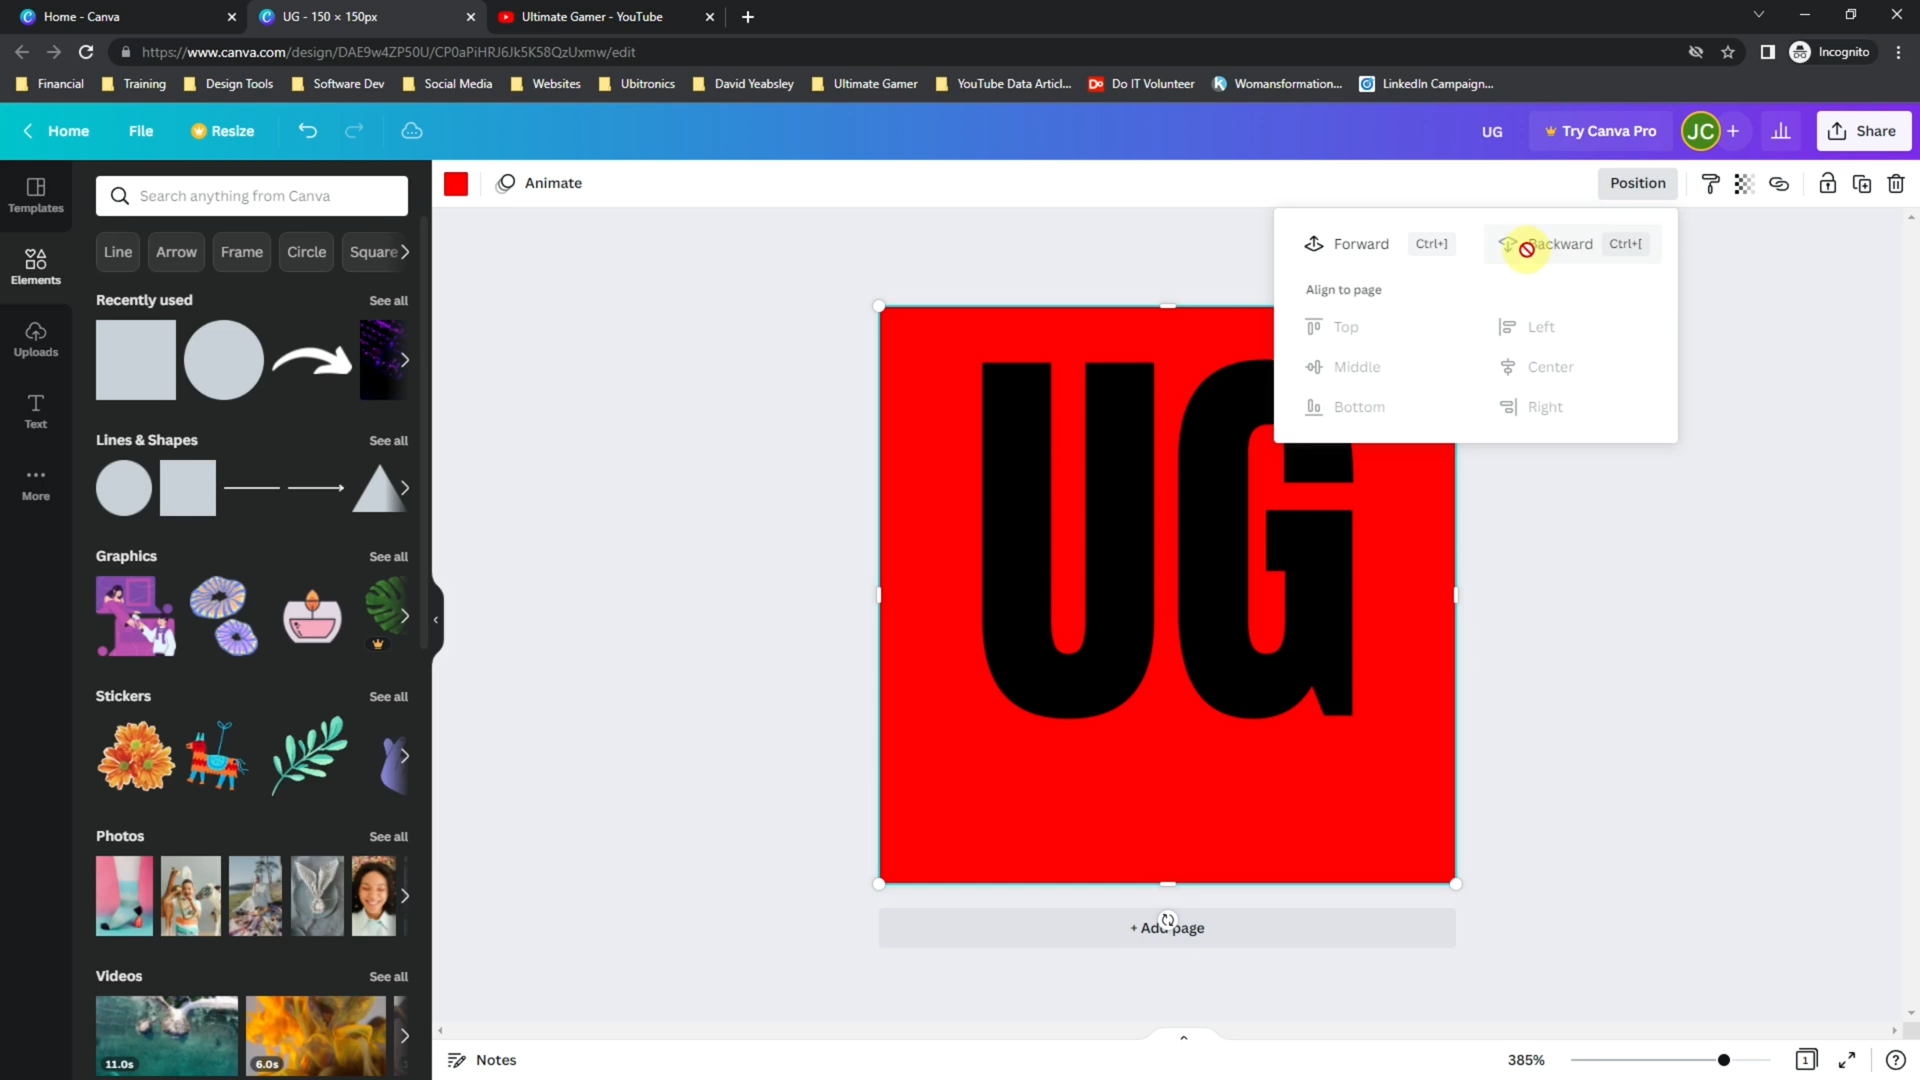 Home - Canva
UG - 150 × 150px
Ultimate Gamer - YouTube
https://www.canva.com/design/DAE9w4ZP50U/CP0aPiHRJ6Jk5K58QzUxmw/edit
Incognito
Financial
Training
Design Tools
Software Dev
Social Media
Websites
Ubitronics
David Yeabsley
Ultimate Gamer
YouTube Data Articl...
Do IT Volunteer
Womansformation...
LinkedIn Campaign...
Home
File
Resize
UG
Try Canva Pro
JC
Share
Templates
Elements
Uploads
Text
More
Search anything from Canva
Line
Arrow
Frame
Circle
Square
Recently used
See all
Lines & Shapes
See all
Graphics
See all
Stickers
See all
Photos
See all
Videos
See all
11.0s
6.0s
Animate
Position
Forward
Ctrl+]
Backward
Ctrl+[
Align to page
Top
Left
Middle
Center
Bottom
Right
UG
+ Add page
Notes
385%
1